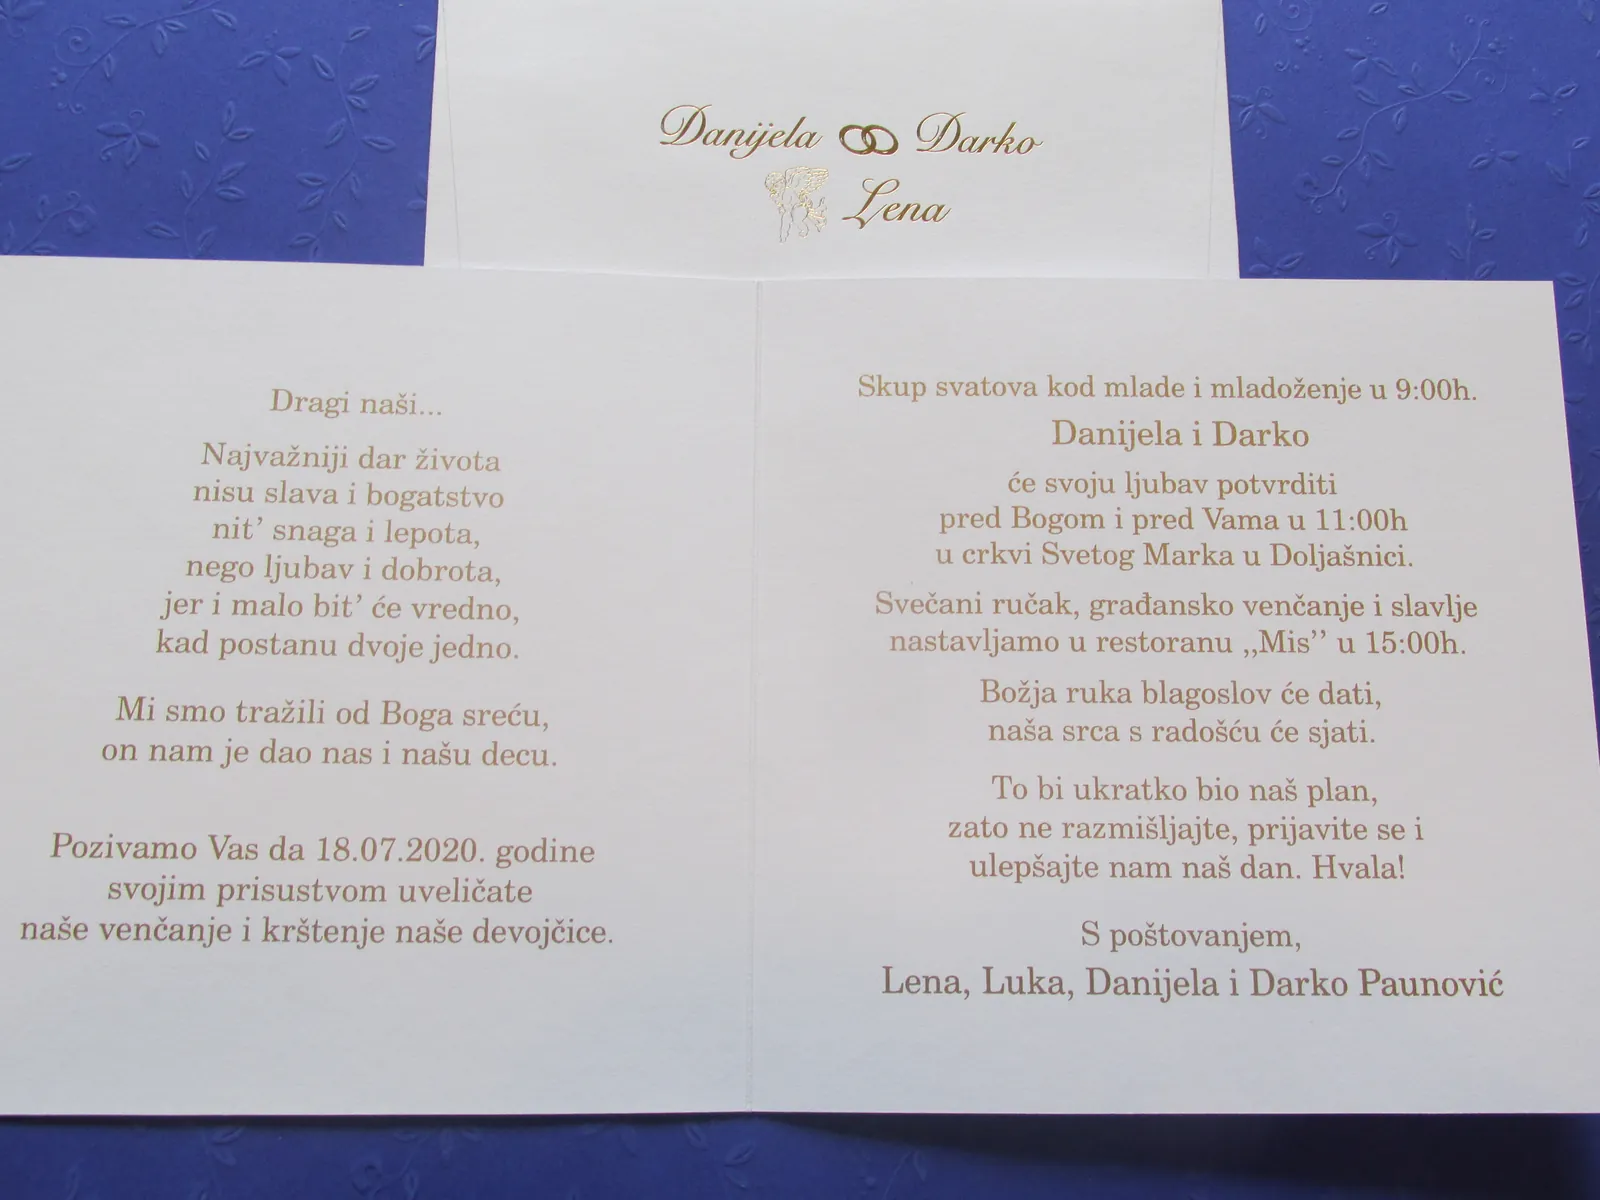 Danijela Darko
Lena
Dragi naši...
Najvažniji dar života
nisu slava i bogatstvo
nit’ snaga i lepota,
nego ljubav i dobrota,
jer i malo bit’ će vredno,
kad postanu dvoje jedno.
Mi smo tražili od Boga sreću,
on nam je dao nas i našu decu.
Pozivamo Vas da 18.07.2020. godine
svojim prisustvom uveličate
naše venčanje i krštenje naše devojčice.
Skup svatova kod mlade i mladoženje u 9:00h.
Danijela i Darko
će svoju ljubav potvrditi
pred Bogom i pred Vama u 11:00h
u crkvi Svetog Marka u Doljašnici.
Svečani ručak, građansko venčanje i slavlje
nastavljamo u restoranu ,,Mis’’ u 15:00h.
Božja ruka blagoslov će dati,
naša srca s radošću će sjati.
To bi ukratko bio naš plan,
zato ne razmišljajte, prijavite se i
ulepšajte nam naš dan. Hvala!
S poštovanjem,
Lena, Luka, Danijela i Darko Paunović